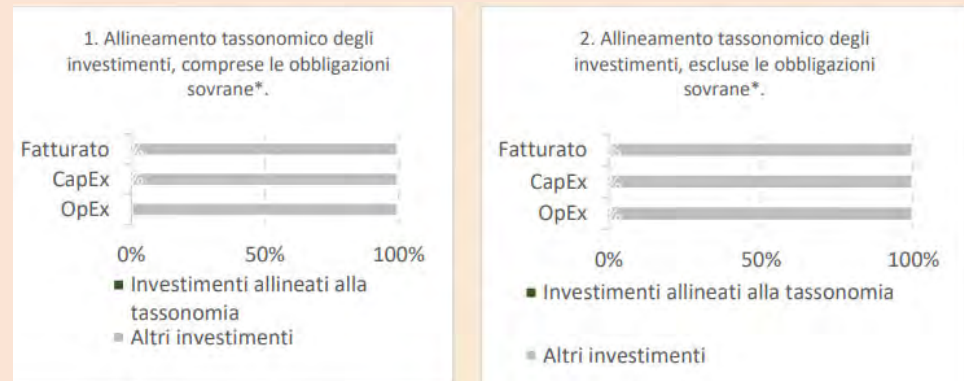 1. Allineamento tassonomico degli
investimenti, comprese le obbligazioni
sovrane*.
Fatturato
CapEx
OpEx
0%
50%
100%
Investimenti allineati alla
tassonomia
Altri investimenti
2. Allineamento tassonomico degli
investimenti, escluse le obbligazioni
sovrane*.
Fatturato
CapEx
OpEx
0%
50%
100%
Investimenti allineati alla tassonomia
Altri investimenti